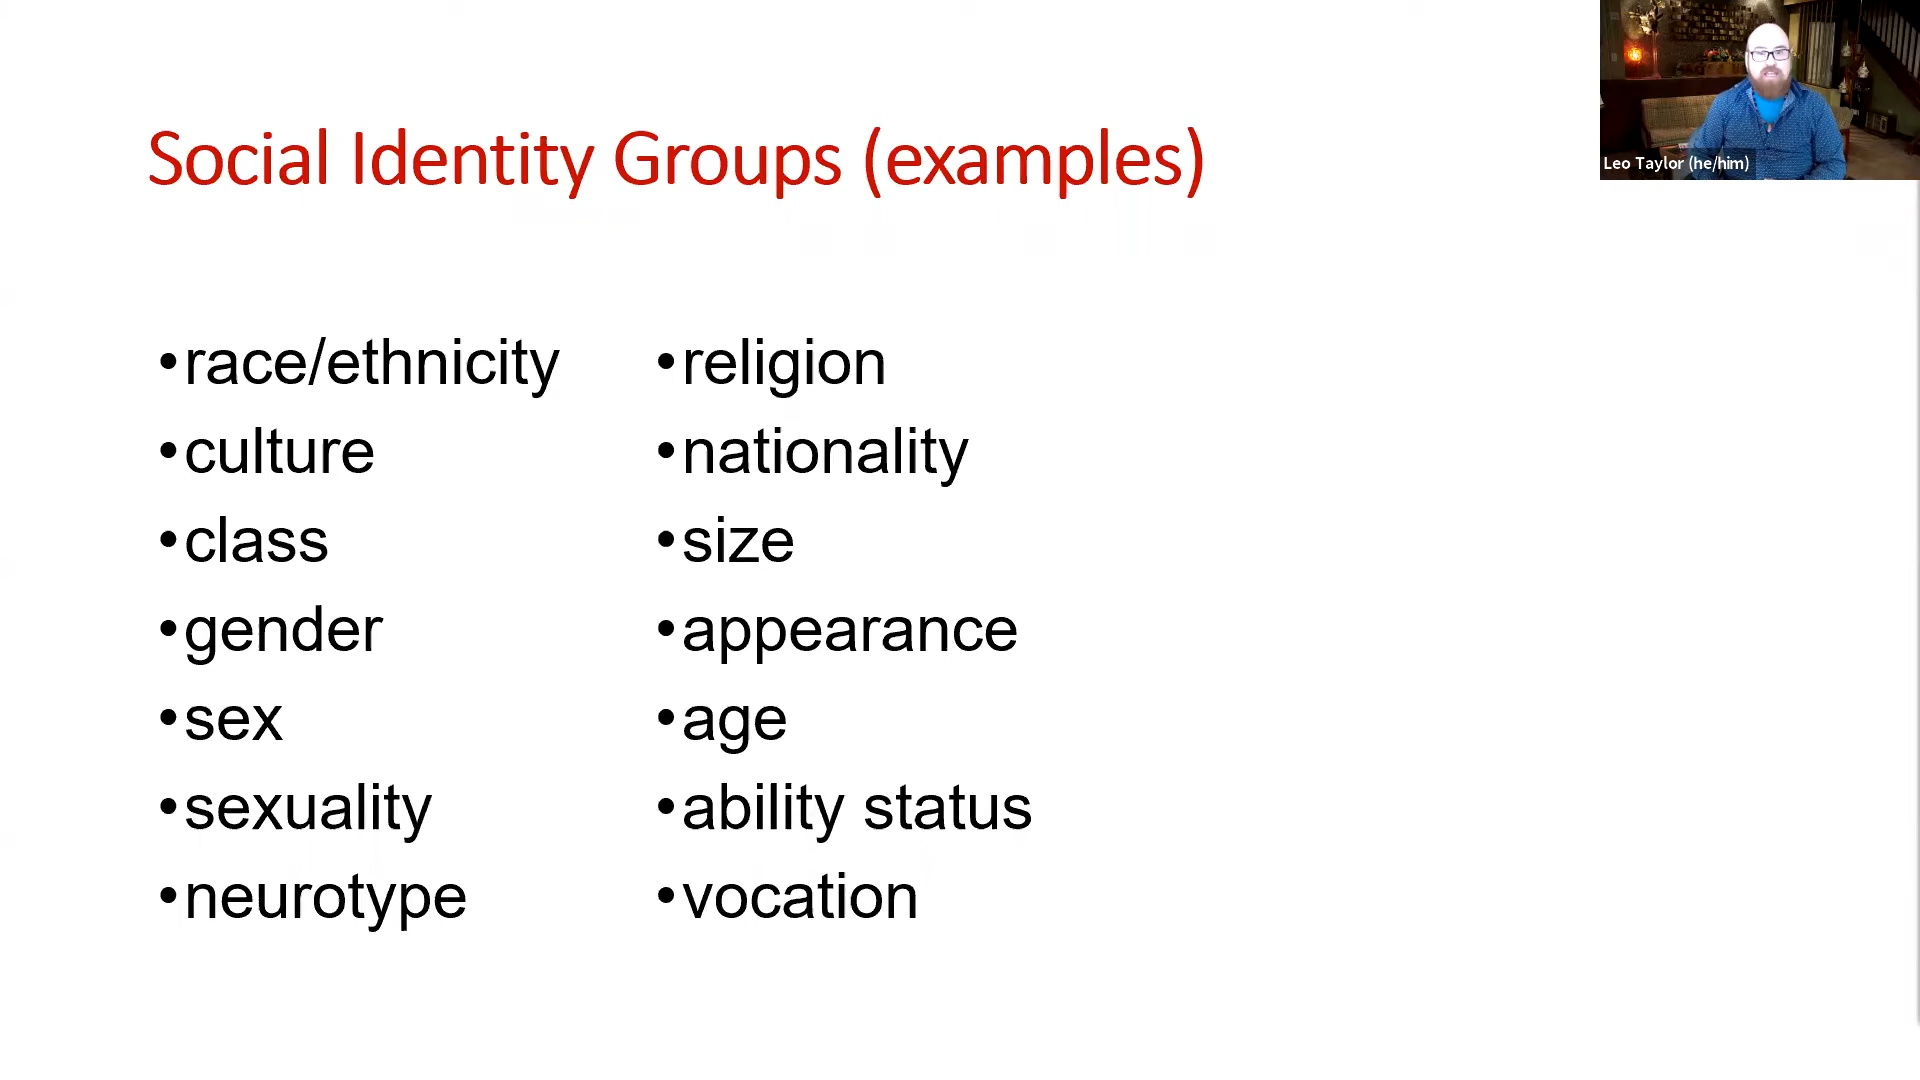 Social Identity Groups (examples)
•race/ethnicity
•culture
•class
•gender
•sex
•sexuality
•neurotype
•religion
•nationality
•size
•appearance
•age
•ability status
•vocation
Leo Taylor (he/him)